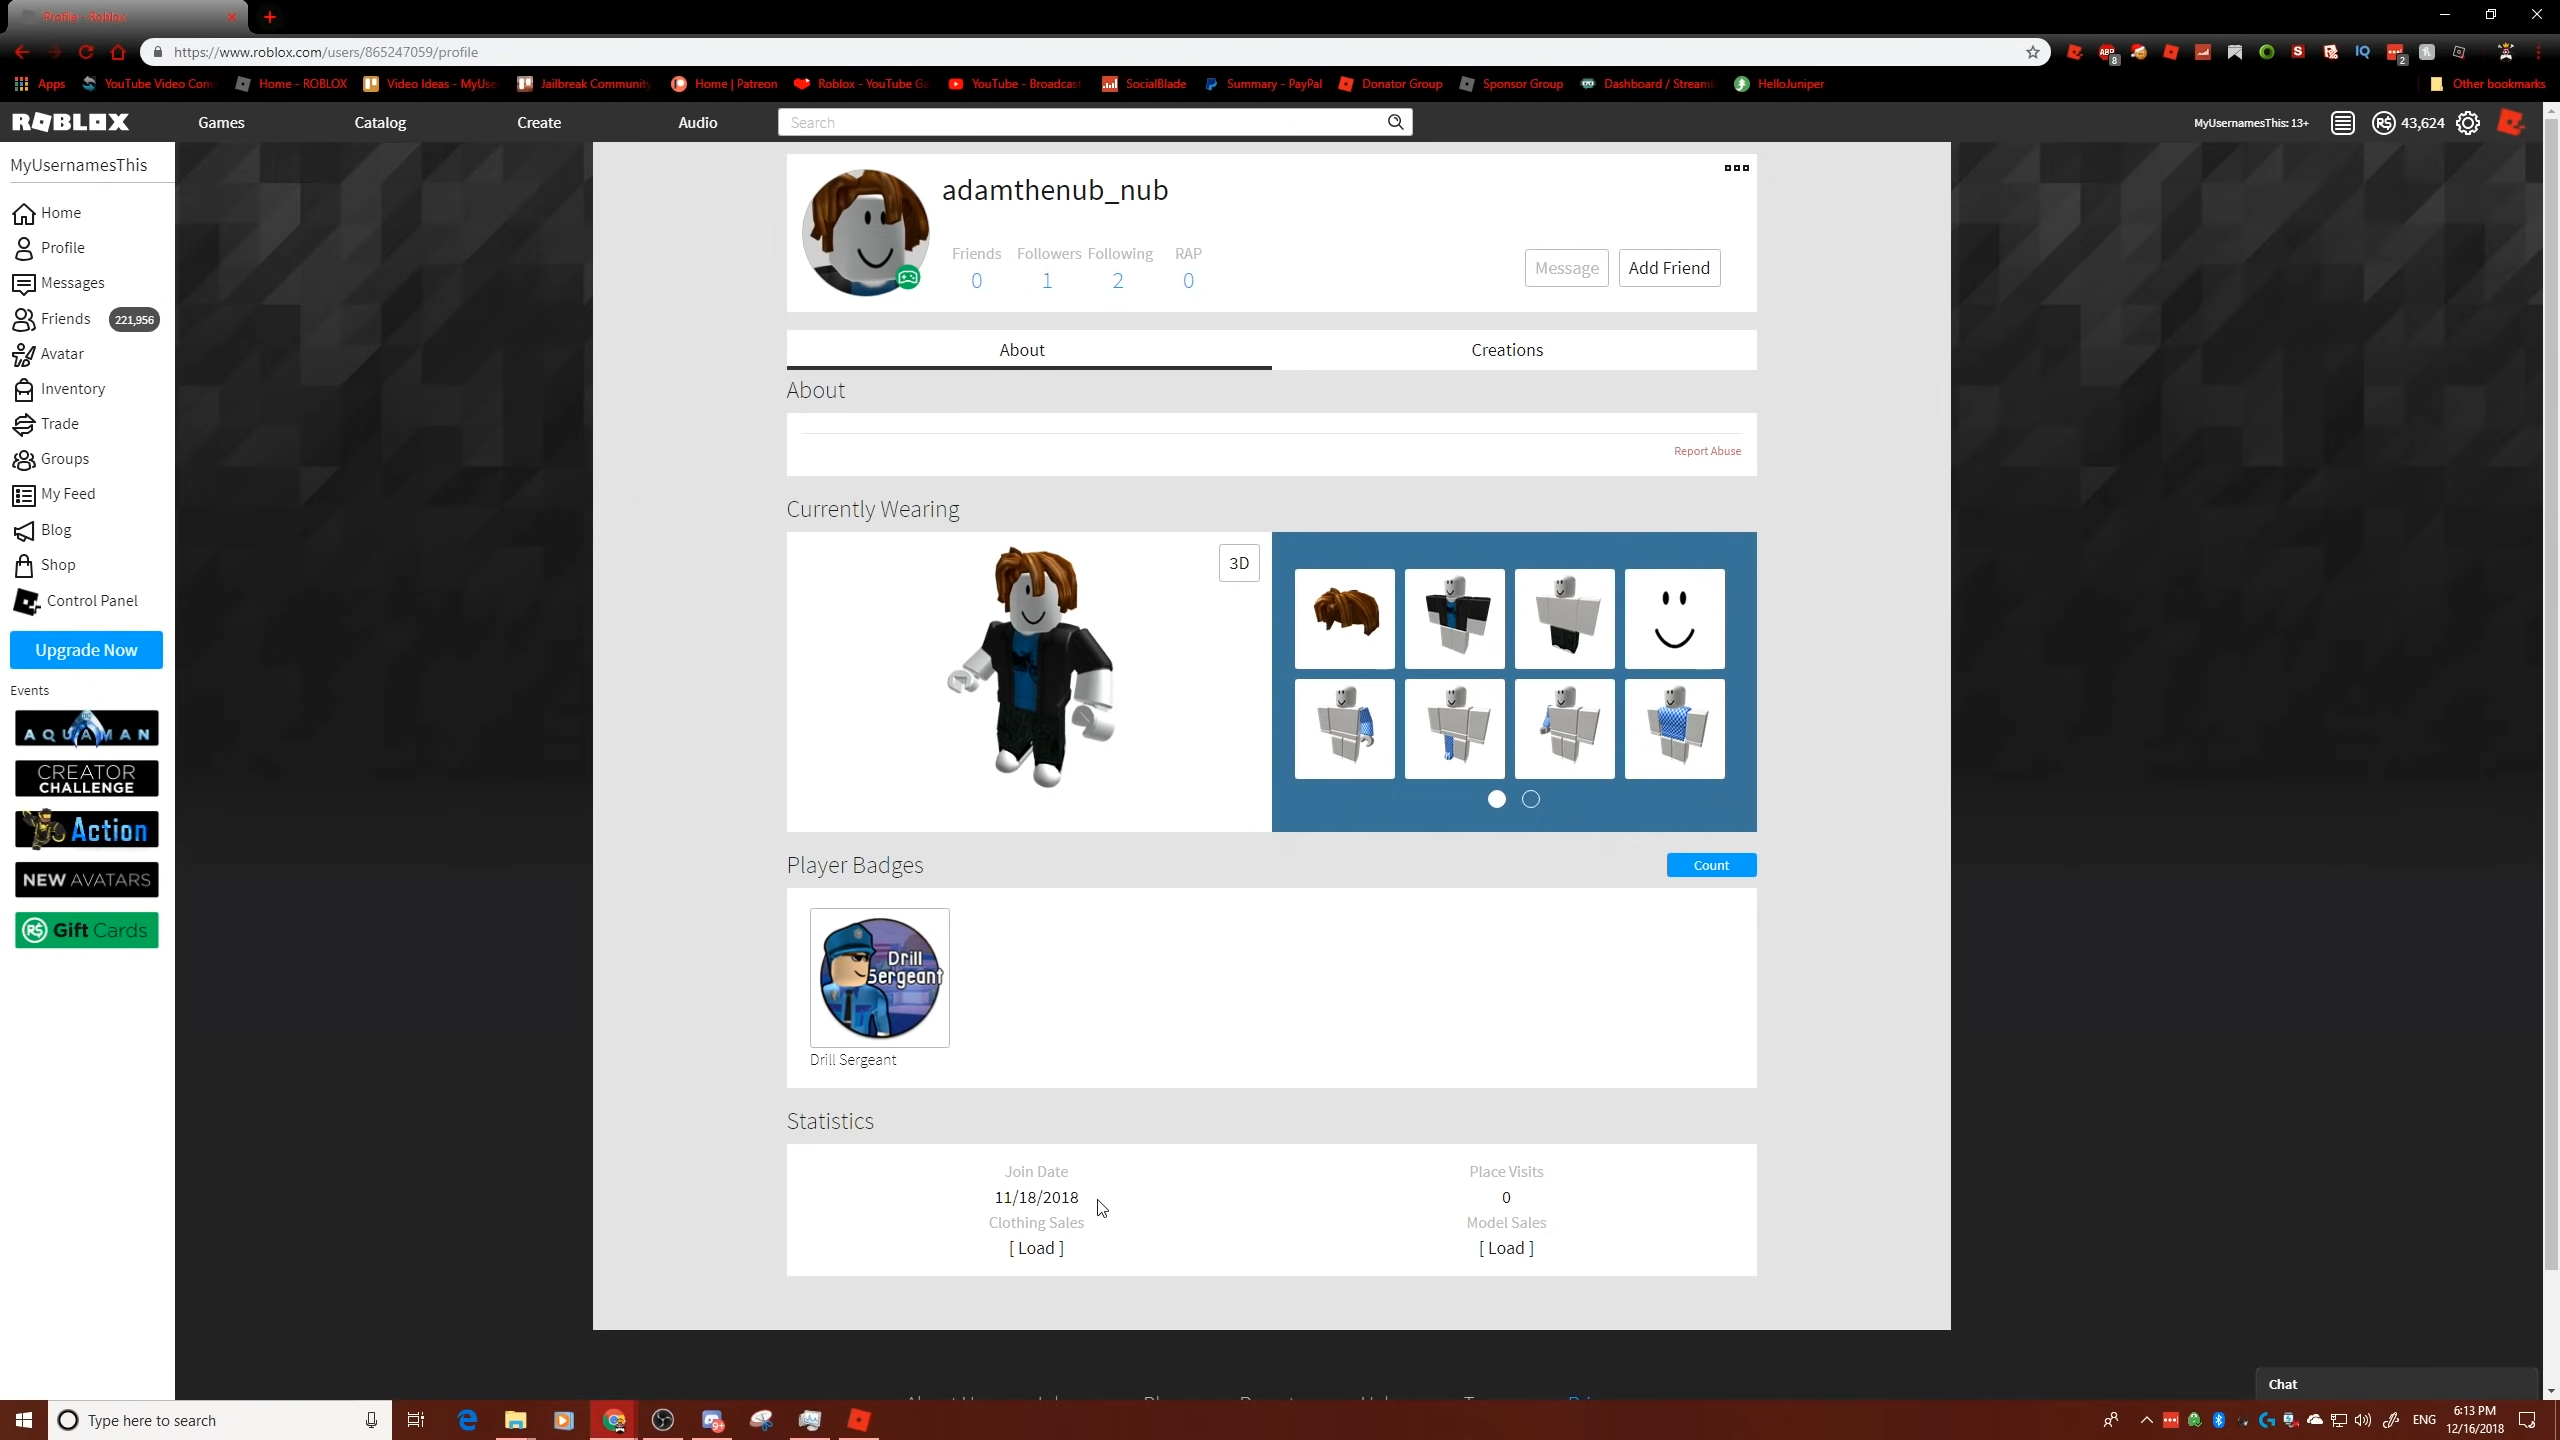 Profile - Roblox
https://www.roblox.com/users/865247059/profile
Apps YouTube Video Con Home - ROBLOX Video Ideas - MyUse Jailbreak Community Home | Patreon Roblox - YouTube Ga YouTube - Broadcast SocialBlade Summary - PayPal Donator Group Sponsor Group Dashboard / Stream HelloJuniper Other bookmarks
ROBLOX Games Catalog Create Audio Search MyUsernamesThis: 13+ 43,624
MyUsernamesThis
Home
Profile
Messages
Friends 221,956
Avatar
Inventory
Trade
Groups
My Feed
Blog
Shop
Control Panel
Upgrade Now
Events
AQUAMAN
CREATOR
CHALLENGE
Action
NEW AVATARS
R$ Gift Cards
adamthenub_nub
Friends Followers Following RAP
0 1 2 0
Message Add Friend
About Creations
About
Report Abuse
Currently Wearing
3D
Player Badges Count
Drill
Sergeant
Drill Sergeant
Statistics
Join Date Place Visits
11/18/2018 0
Clothing Sales Model Sales
[ Load ] [ Load ]
Chat
Type here to search
ENG
6:13 PM
12/16/2018